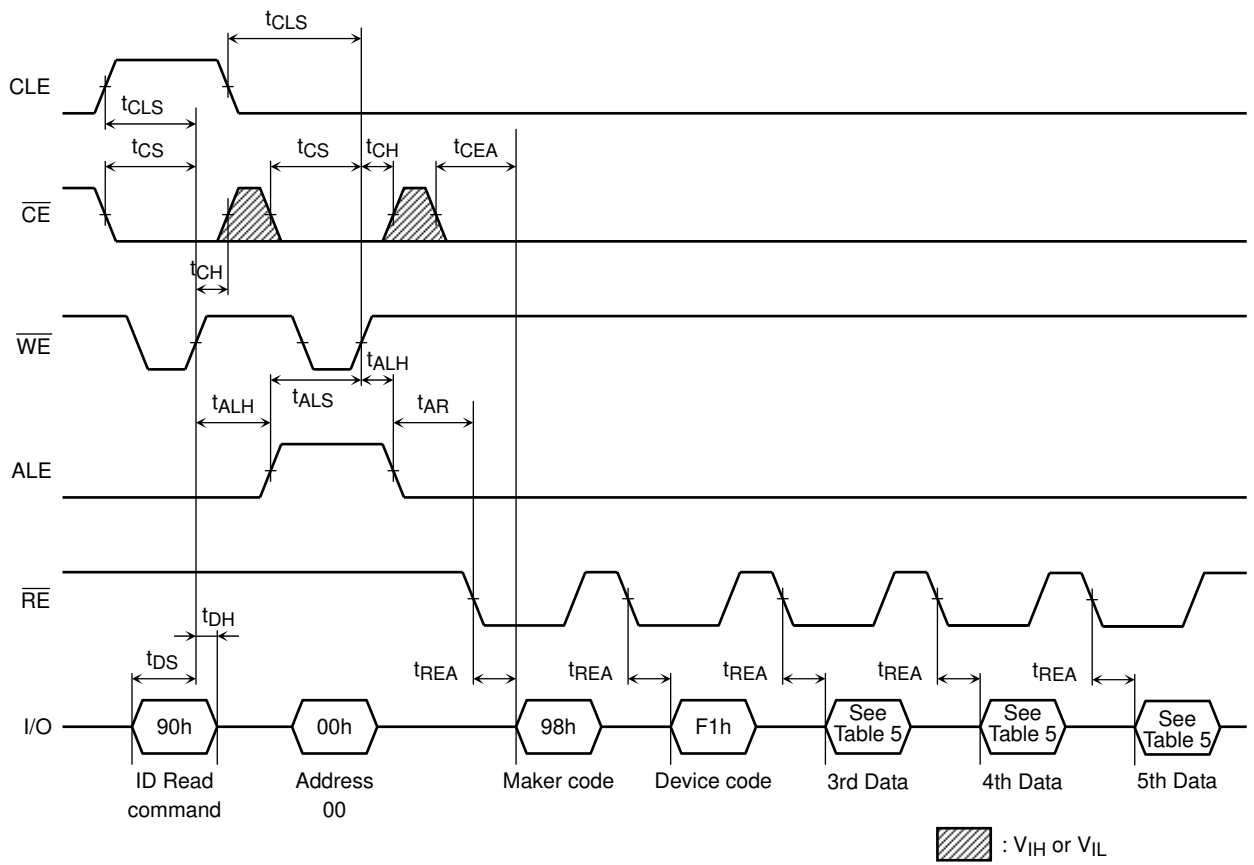 tCLS
CLE
tCLS
tCS tCS tCH tCEA
CE
tCH
WE
tALH
tALH tALS tAR
ALE
RE
tDH
tDS tREA tREA tREA tREA tREA
I/O 90h 00h 98h F1h See Table 5 See Table 5 See Table 5
ID Read command Address 00 Maker code Device code 3rd Data 4th Data 5th Data
: VIH or VIL